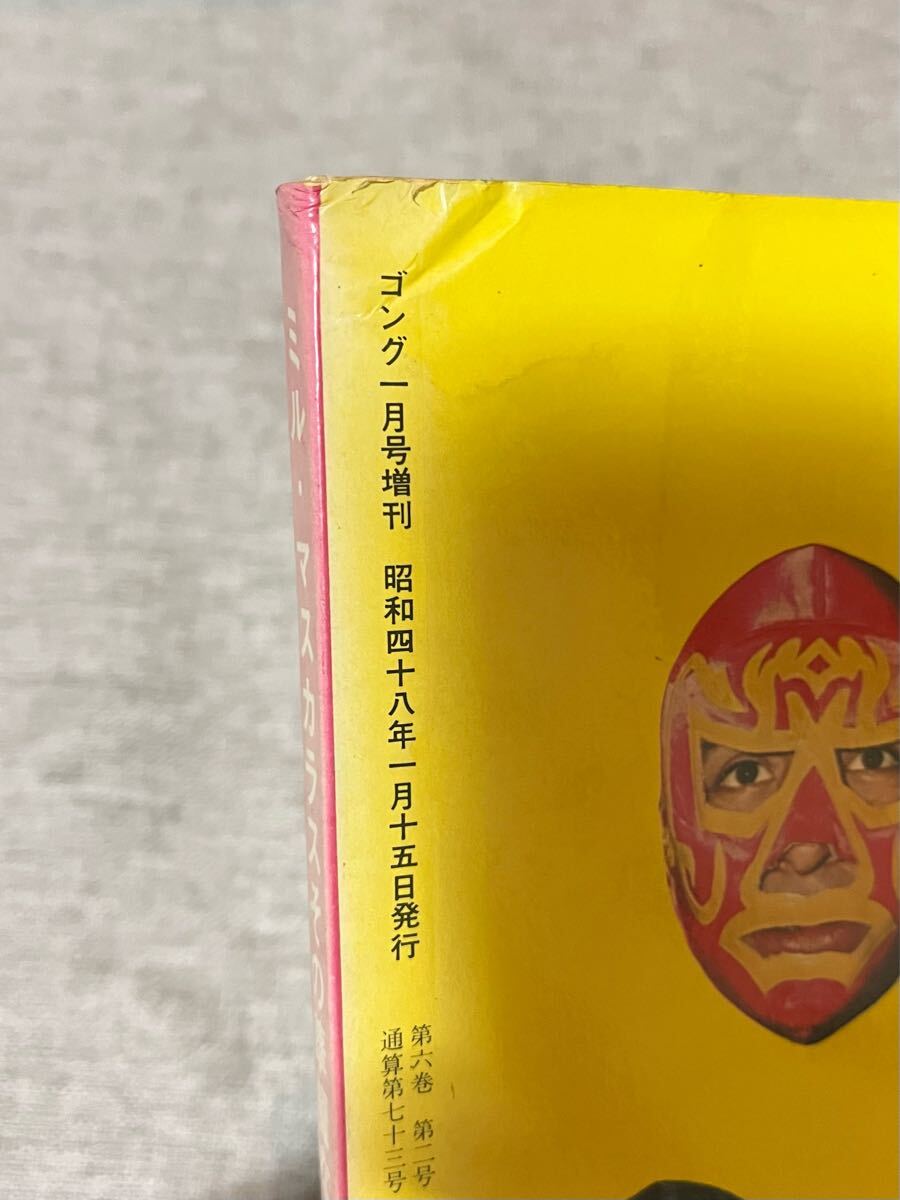 ゴング一月号増刊　昭和四十八年一月十五日発行
第六巻　第二号
通算第七十三号
ミル・マスカラスその